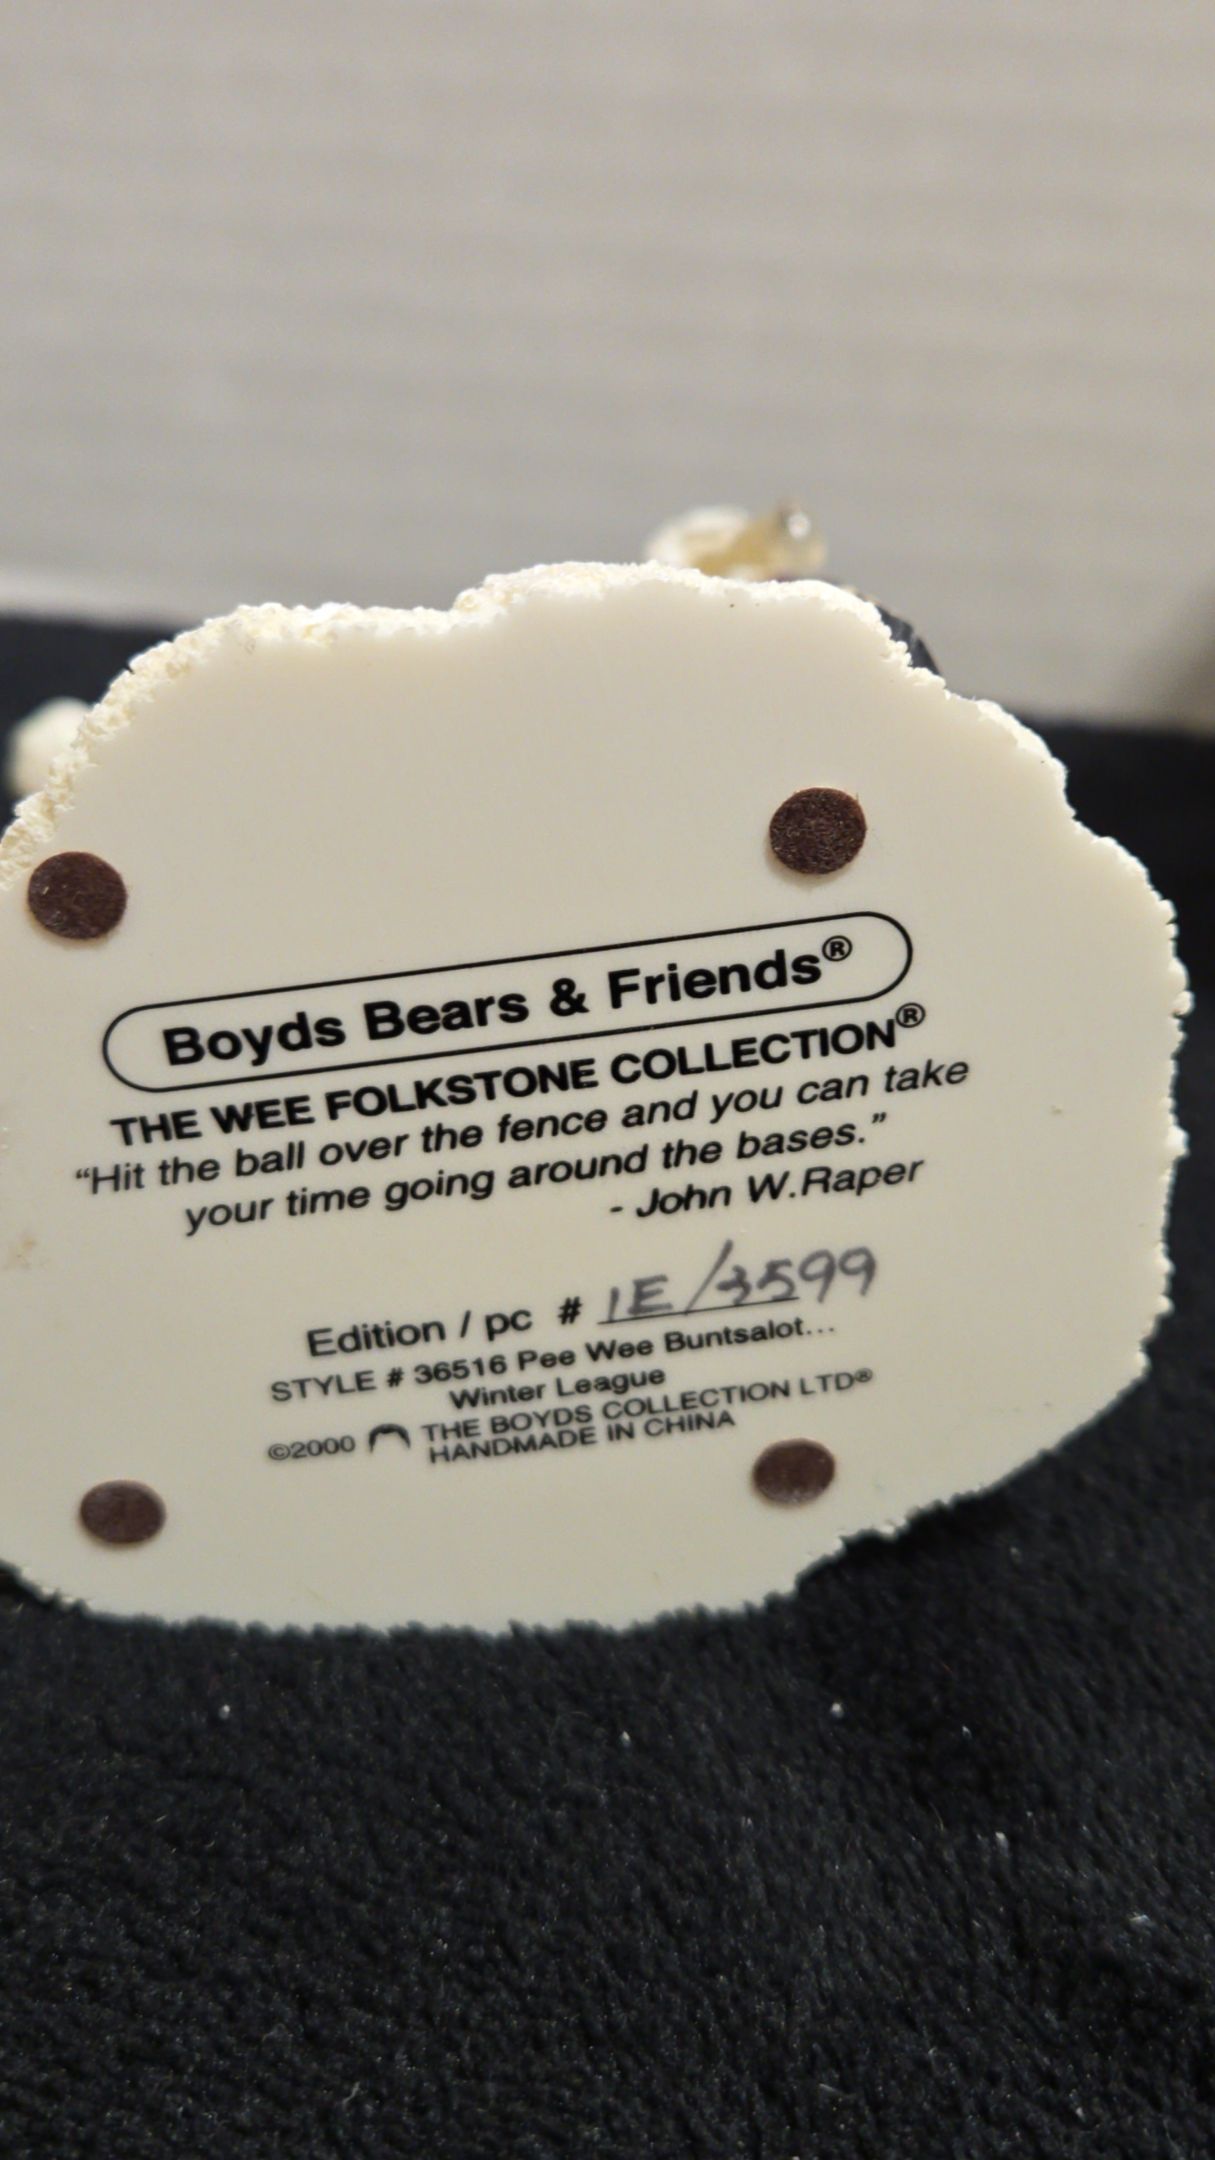 Boyds Bears & Friends®
THE WEE FOLKSTONE COLLECTION®
“Hit the ball over the fence and you can take
your time going around the bases.”
- John W.Raper
Edition / pc # 1E/3599
STYLE # 36516 Pee Wee Buntsalot...
Winter League
©2000 THE BOYDS COLLECTION LTD®
HANDMADE IN CHINA